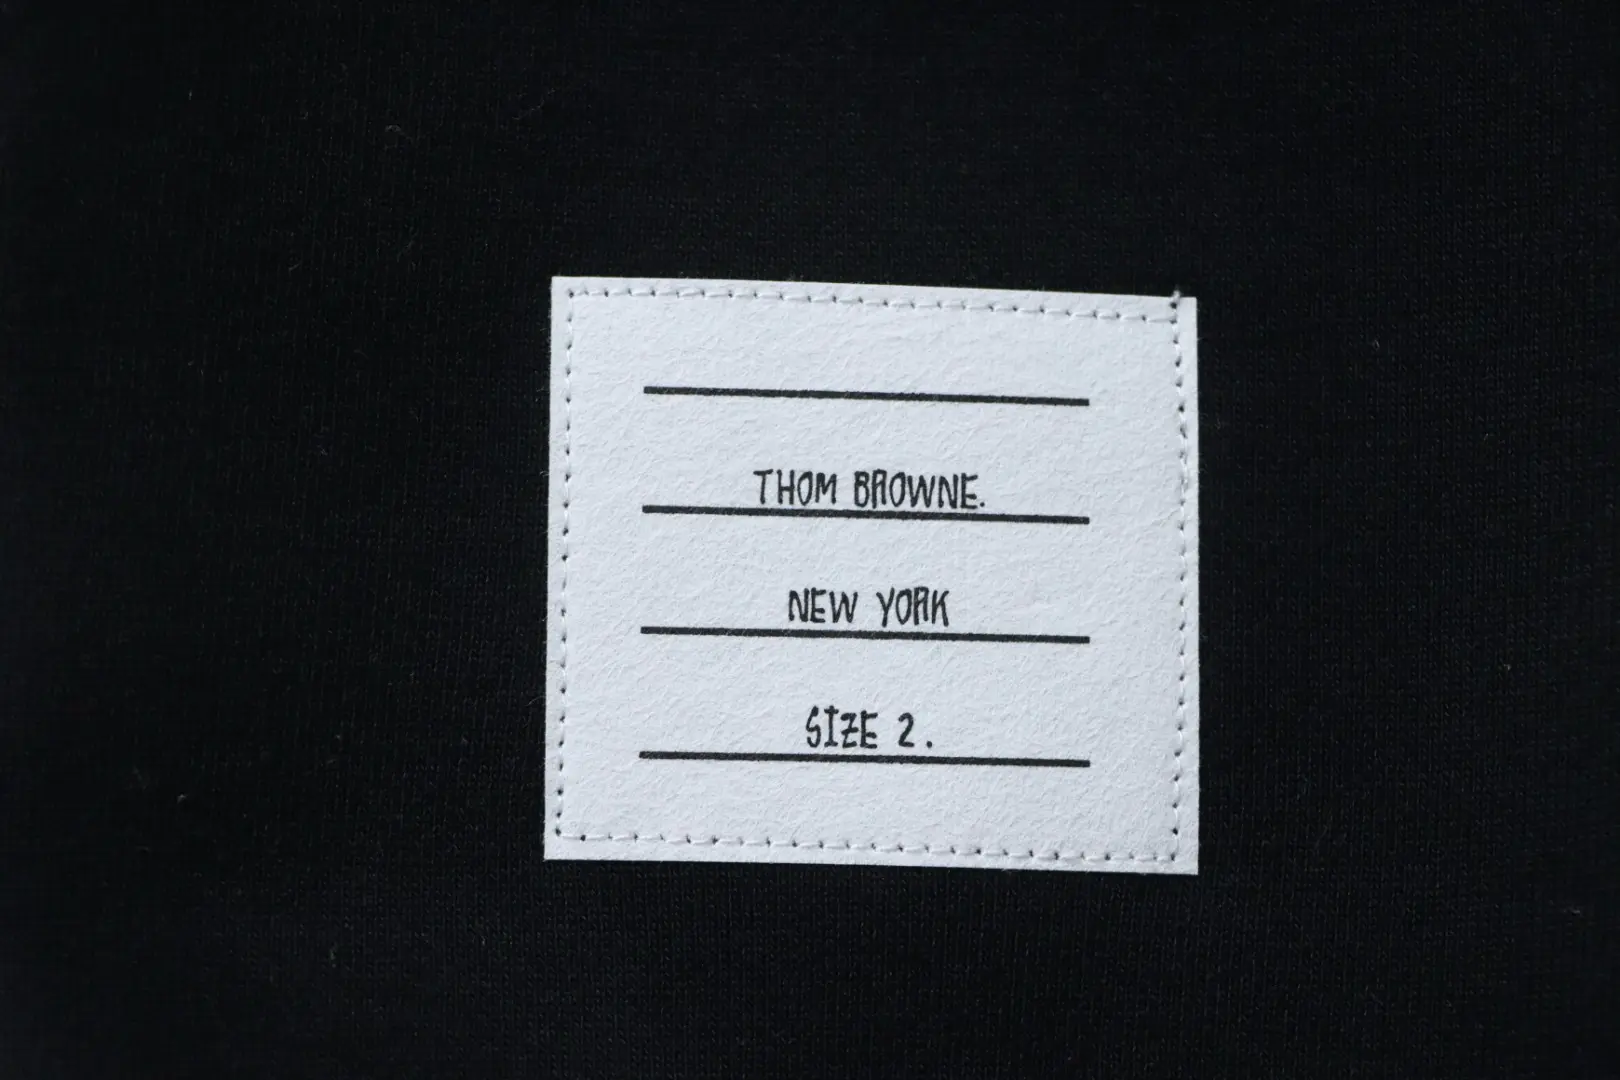 THOM BROWNE.
NEW YORK
SIZE 2.